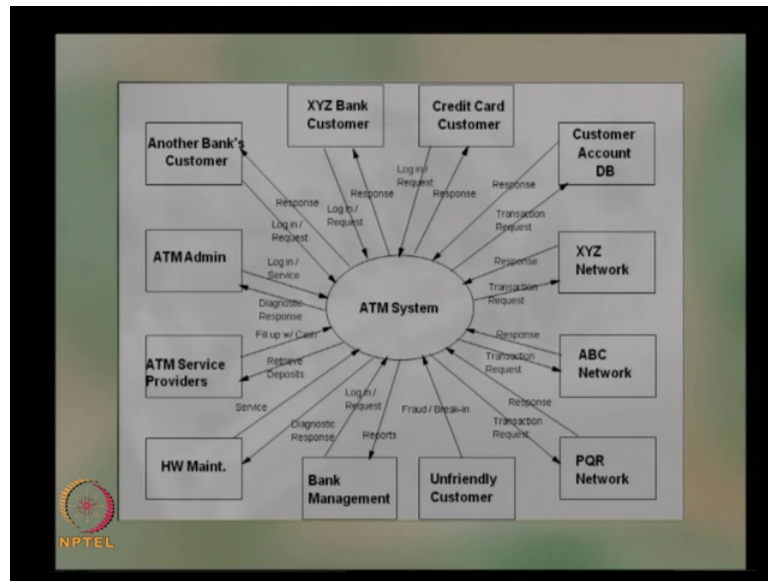 XYZ Bank
Customer
Credit Card
Customer
Another Bank's
Customer
Customer
Account
DB
Log in /
Request
Response
Response
Log in /
Request
Response
Response
Log in /
Request
Transaction
Request
ATM Admin
Log in /
Service
Diagnostic
Response
ATM System
Response
Transaction
Request
XYZ
Network
ATM Service
Providers
Fill up w/ Cash
Retrieve
Deposits
Response
Transaction
Request
ABC
Network
HW Maint.
Service
Diagnostic
Response
Log in /
Request
Reports
Fraud / Break-in
Response
Transaction
Request
Bank
Management
Unfriendly
Customer
PQR
Network
NPTEL